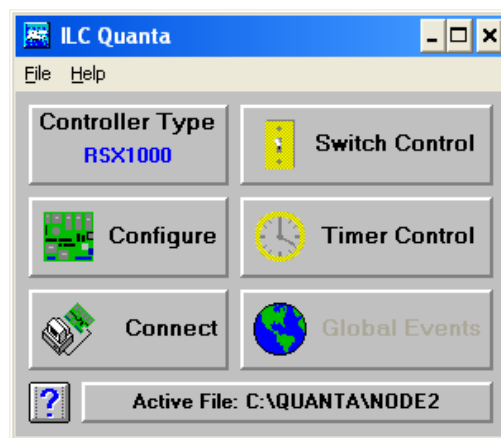 ILC Quanta
File Help
Controller Type
RSX1000
Switch Control
Configure
Timer Control
Connect
Global Events
?
Active File: C:\QUANTA\NODE2